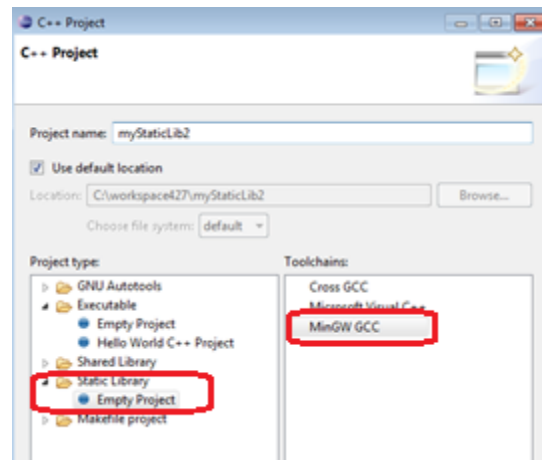 C++ Project
C++ Project
Project name: myStaticLib2
Use default location
Location: C:\workspace427\myStaticLib2 Browse...
Choose file system: default
Project type:
GNU Autotools
Executable
Empty Project
Hello World C++ Project
Shared Library
Static Library
Empty Project
Makefile project
Toolchains:
Cross GCC
Microsoft Visual C++
MinGW GCC